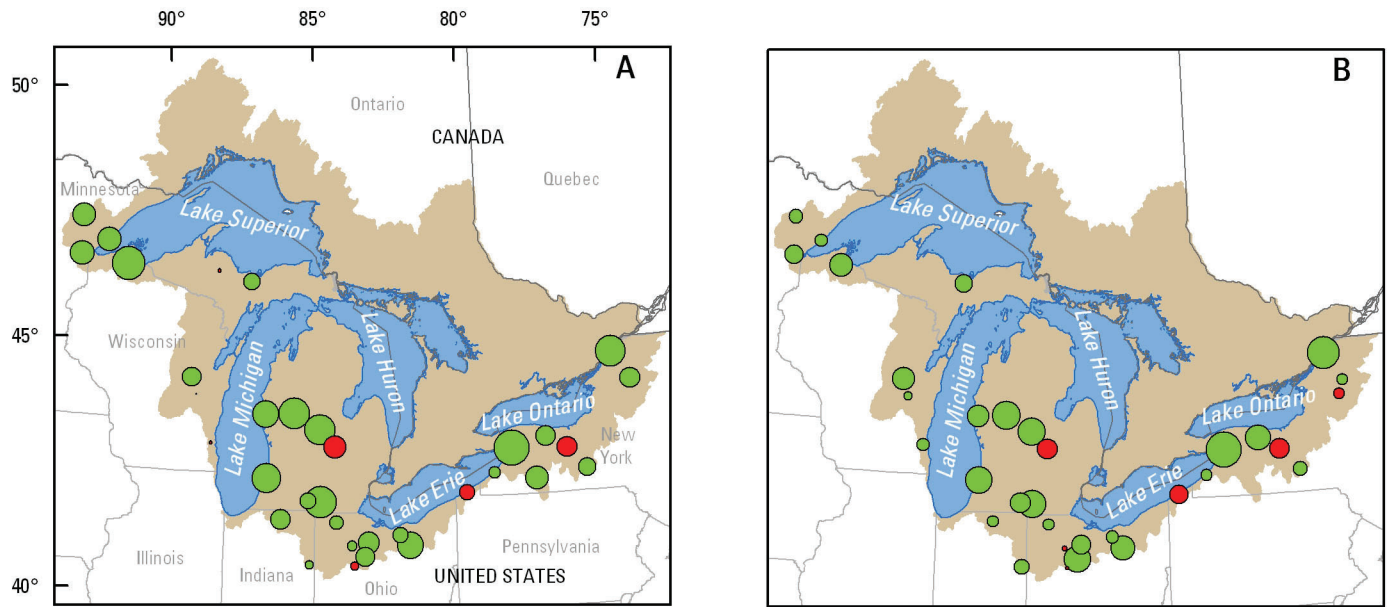 90°
85°
80°
75°
50°
45°
40°
A
Ontario
CANADA
Quebec
Minnesota
Lake Superior
Wisconsin
Lake Michigan
Lake Huron
Lake Ontario
New
York
Lake Erie
Illinois
Indiana
Ohio
Pennsylvania
UNITED STATES
B
Lake Superior
Lake Michigan
Lake Huron
Lake Ontario
Lake Erie